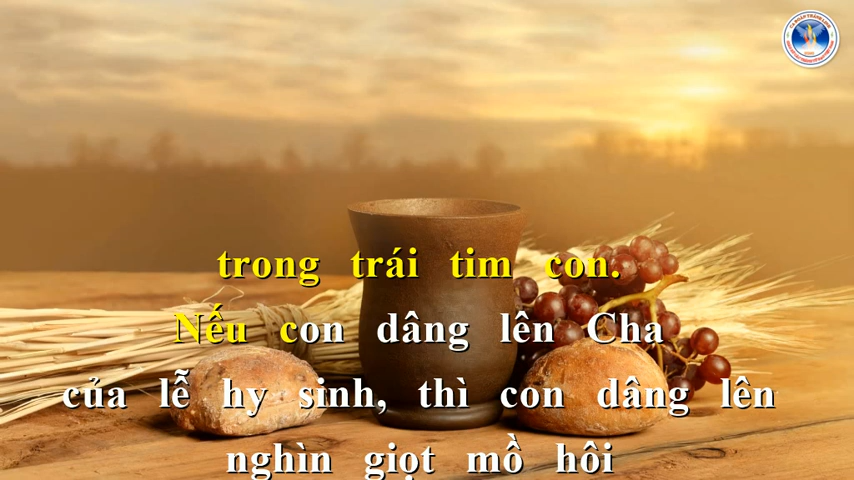 trong trái tim con.
Nếu con dâng lên Cha
của lễ hy sinh, thì con dâng lên
nghìn giọt mồ hôi